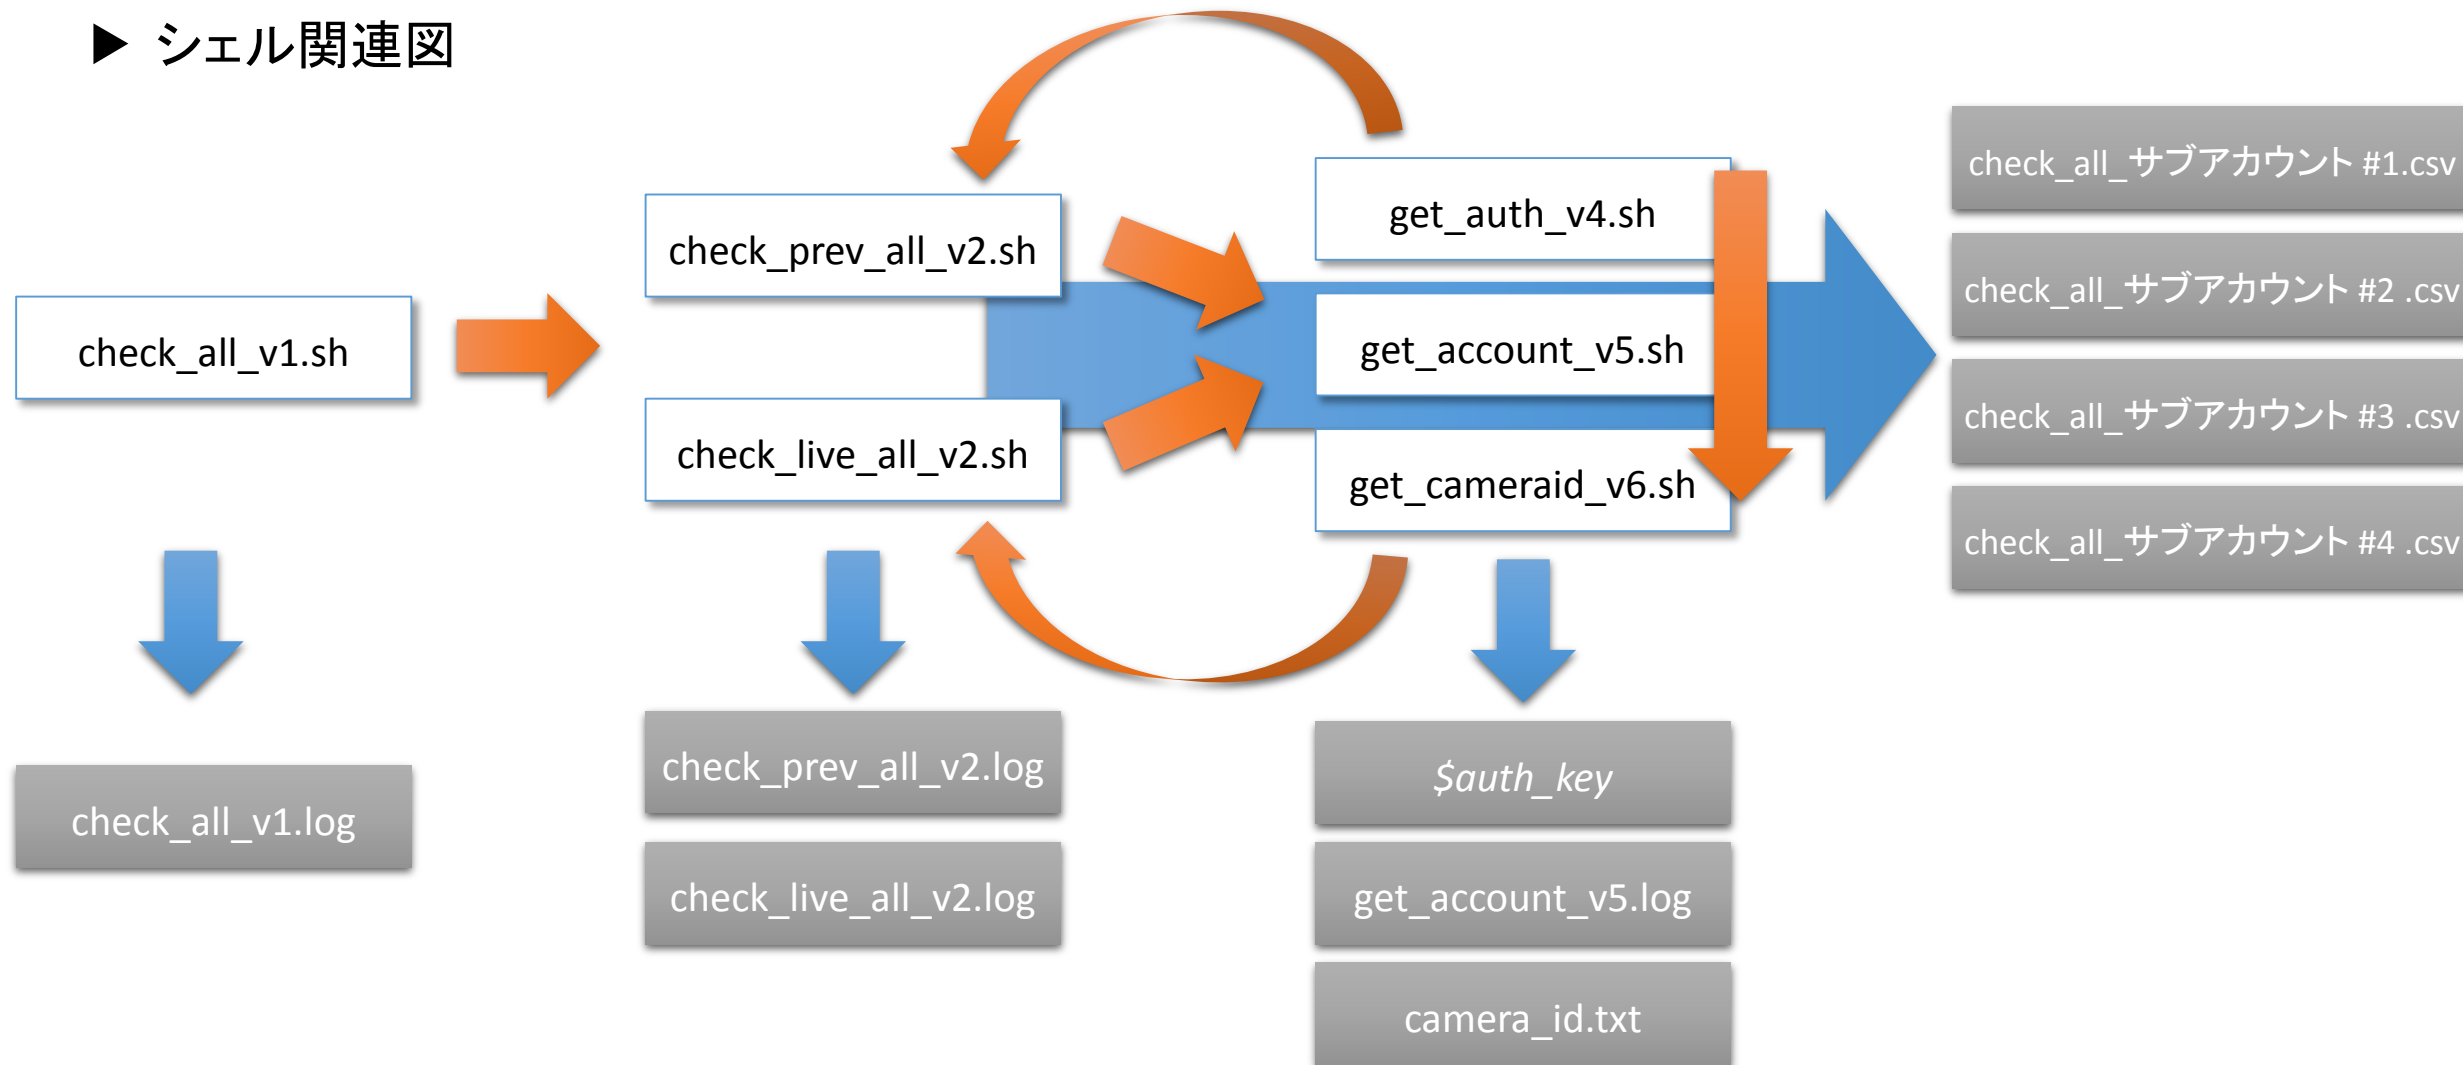 ▶ シェル関連図
check_all_v1.sh
check_prev_all_v2.sh
check_live_all_v2.sh
get_auth_v4.sh
get_account_v5.sh
get_cameraid_v6.sh
check_all_サブアカウント #1.csv
check_all_サブアカウント #2 .csv
check_all_サブアカウント #3 .csv
check_all_サブアカウント #4 .csv
check_all_v1.log
check_prev_all_v2.log
check_live_all_v2.log
$auth_key
get_account_v5.log
camera_id.txt